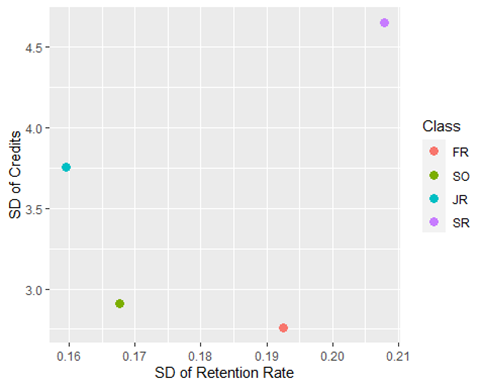 4.5
4.0
3.5
3.0
SD of Credits
0.16 0.17 0.18 0.19 0.20 0.21
SD of Retention Rate
Class
FR
SO
JR
SR